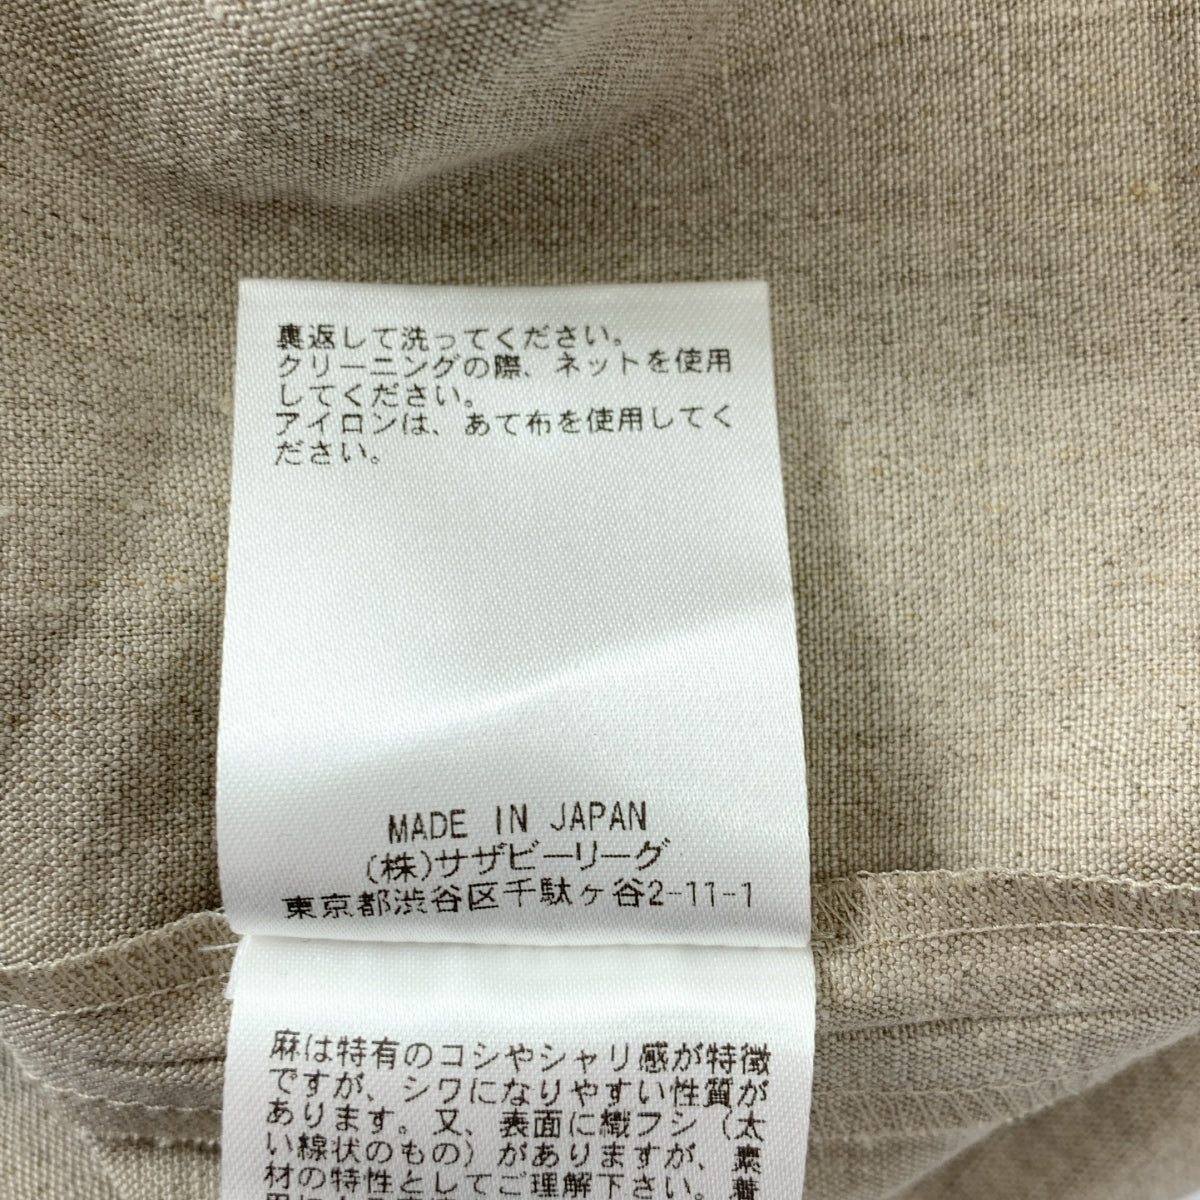 裏返して洗ってください。
クリーニングの際、ネットを使用
してください。
アイロンは、あて布を使用してく
ださい。
MADE IN JAPAN
(株)サザビーリーグ
東京都渋谷区千駄ヶ谷2-11-1
麻は特有のコシやシャリ感が特徴
ですが、シワになりやすい性質が
あります。又、表面に織フシ（太
い線状のもの）がありますが、素
材の特性としてご理解下さい。着